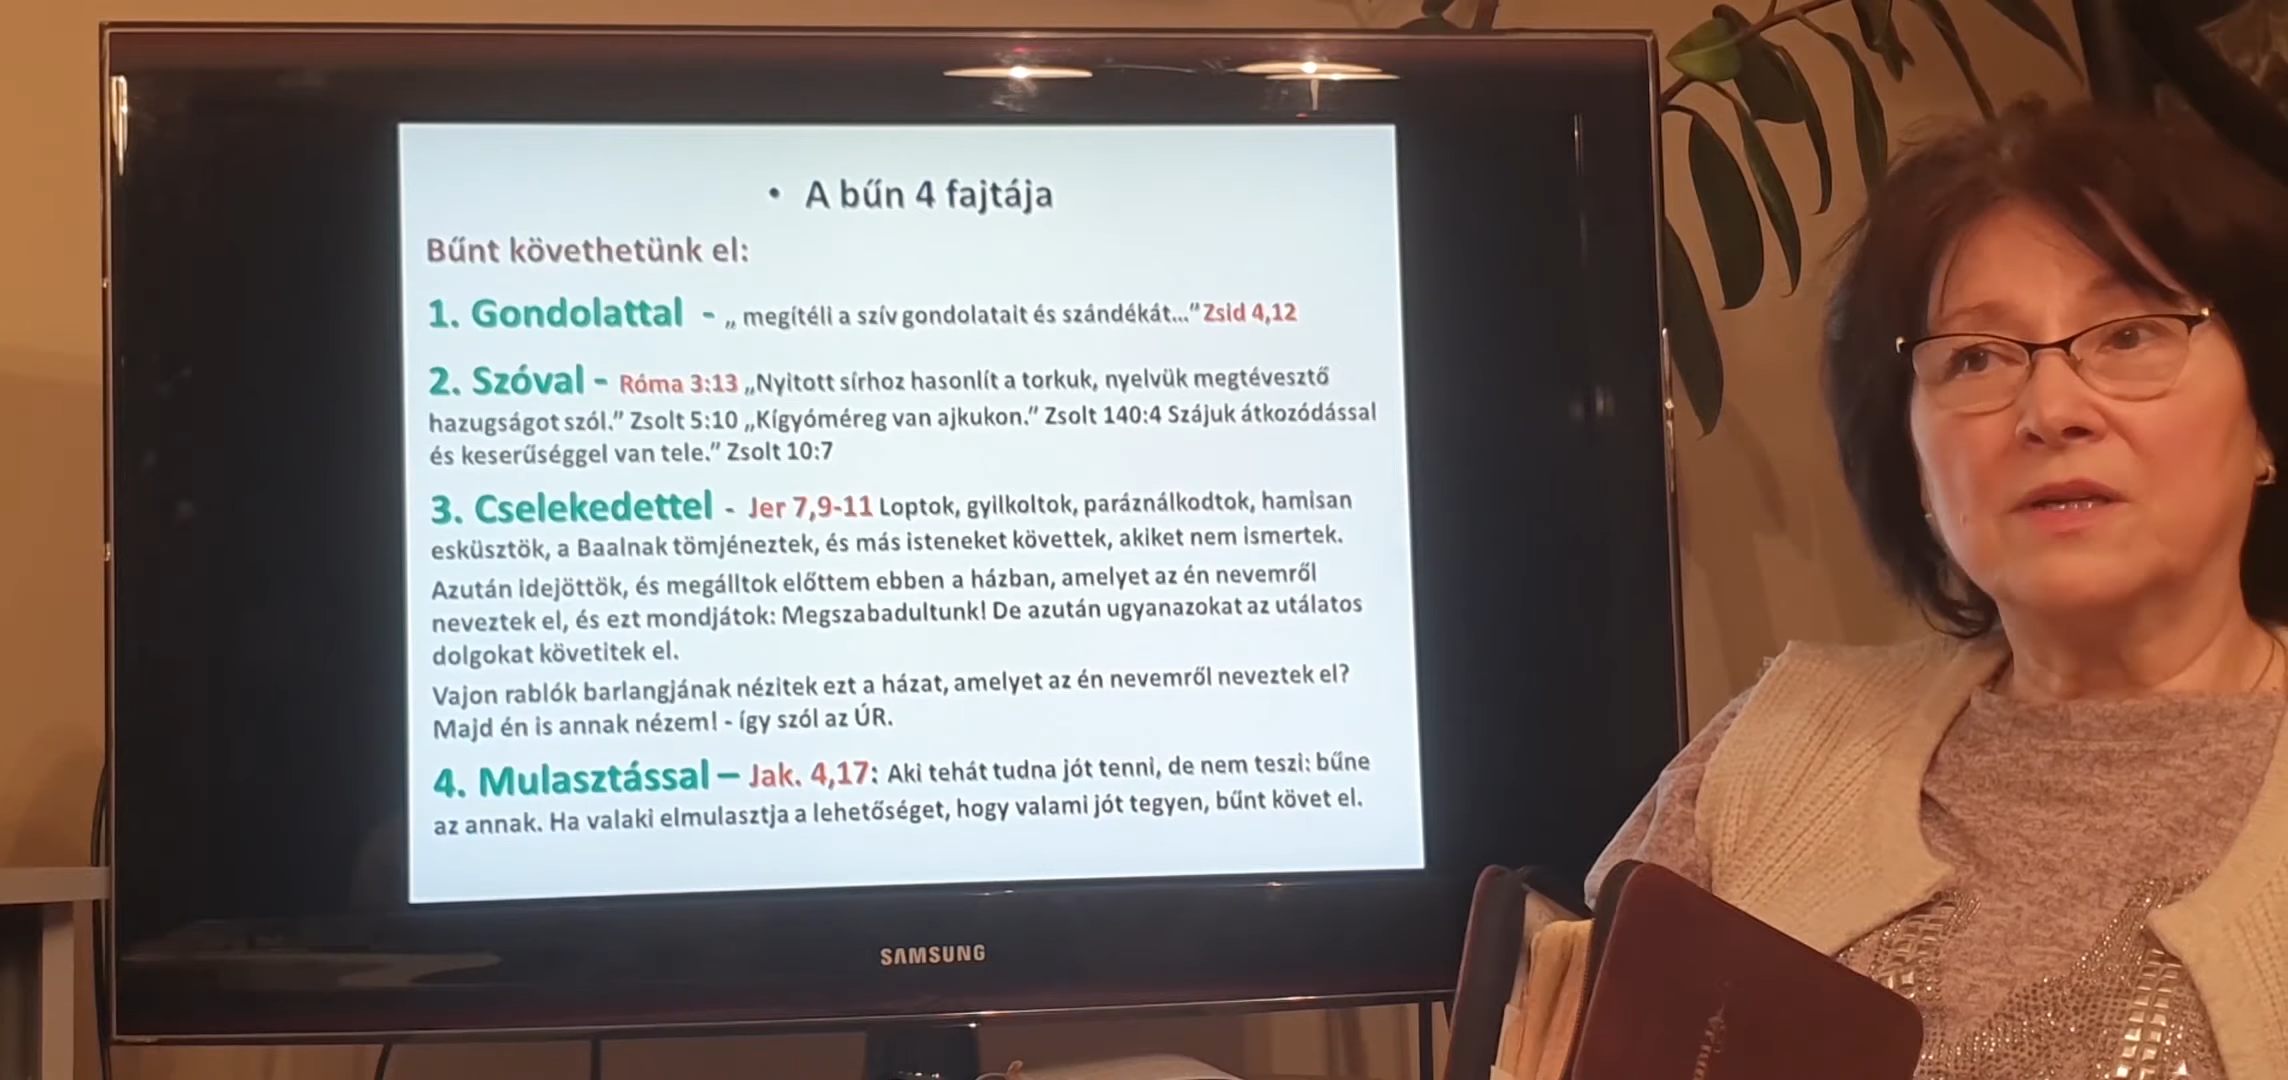 • A bűn 4 fajtája
Bűnt követhetünk el:
1. Gondolattal - „ megítéli a szív gondolatait és szándékát..." Zsid 4,12
2. Szóval - Róma 3:13 „Nyitott sírhoz hasonlít a torkuk, nyelvük megtévesztő
hazugságot szól." Zsolt 5:10 „Kígyóméreg van ajkukon." Zsolt 140:4 Szájuk átkozódással
és keserűséggel van tele." Zsolt 10:7
3. Cselekedettel - Jer 7,9-11 Loptok, gyilkoltok, paráználkodtok, hamisan
esküsztök, a Baalnak tömjéneztek, és más isteneket követtek, akiket nem ismertek.
Azután idejöttök, és megálltok előttem ebben a házban, amelyet az én nevemről
neveztek el, és ezt mondjátok: Megszabadultunk! De azután ugyanazokat az utálatos
dolgokat követitek el.
Vajon rablók barlangjának nézitek ezt a házat, amelyet az én nevemről neveztek el?
Majd én is annak nézem! - így szól az ÚR.
4. Mulasztással – Jak. 4,17: Aki tehát tudna jót tenni, de nem teszi: bűne
az annak. Ha valaki elmulasztja a lehetőséget, hogy valami jót tegyen, bűnt követ el.
SAMSUNG